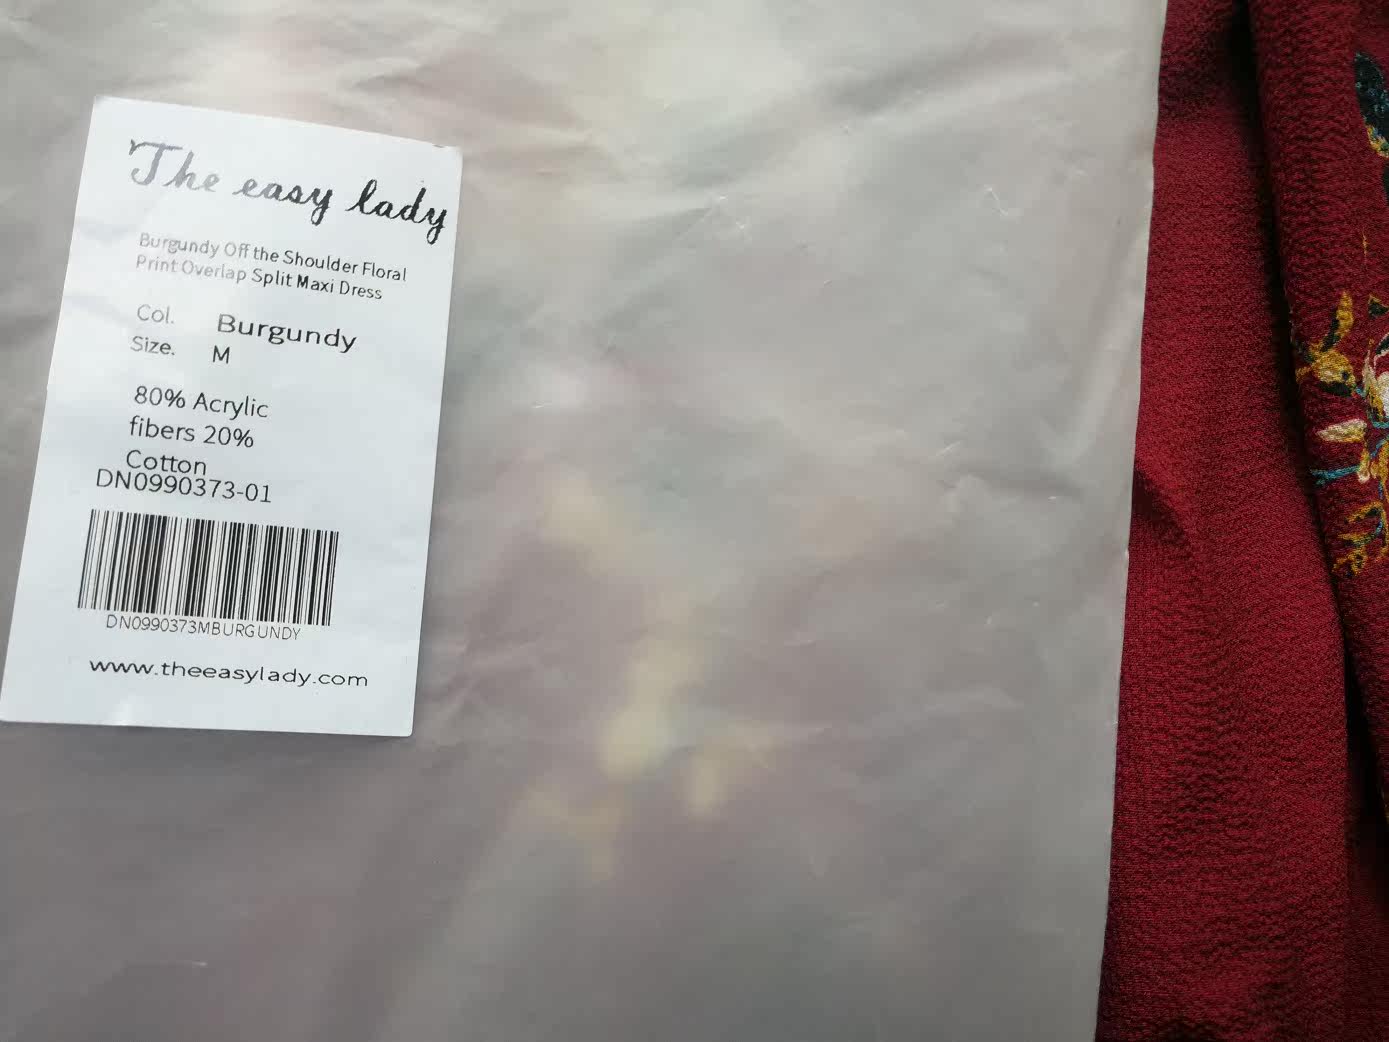 The easy lady
Burgundy Off the Shoulder Floral
Print Overlap Split Maxi Dress
Col. Burgundy
Size. M
80% Acrylic
fibers 20%
Cotton
DN0990373-01
DN0990373MBURGUNDY
www.theeasylady.com